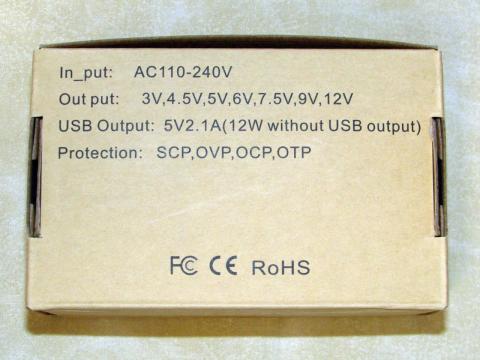 In_put: AC110-240V
Out put: 3V,4.5V,5V,6V,7.5V,9V,12V
USB Output: 5V2.1A(12W without USB output)
Protection: SCP,OVP,OCP,OTP
FC CE RoHS